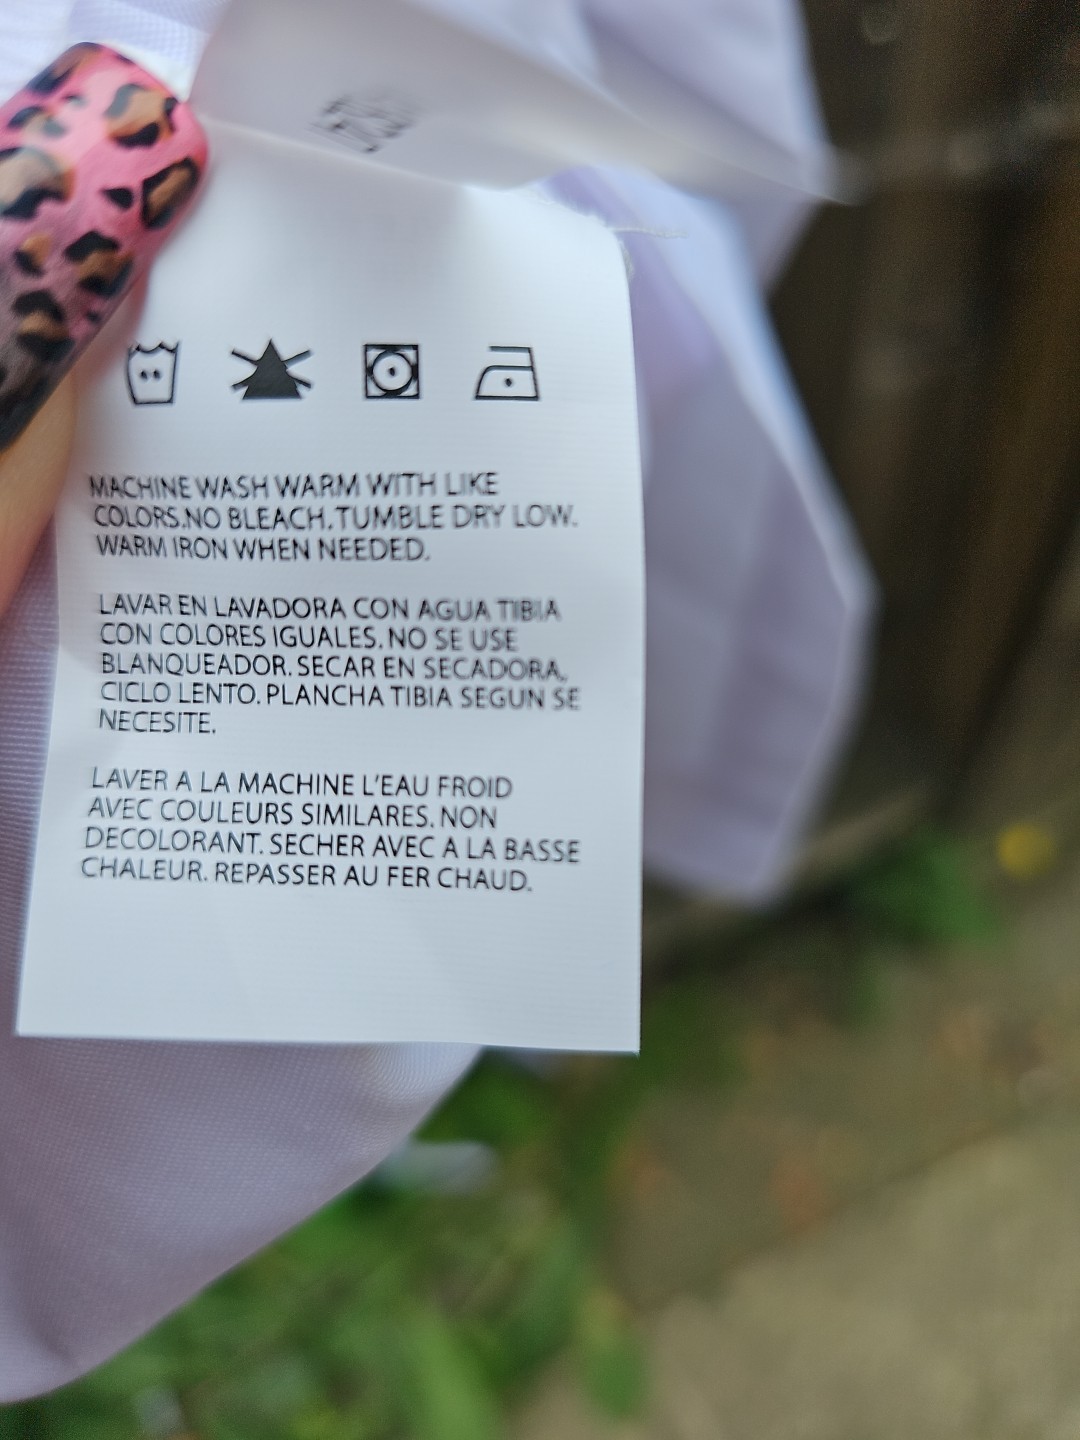 MACHINE WASH WARM WITH LIKE
COLORS.NO BLEACH.TUMBLE DRY LOW.
WARM IRON WHEN NEEDED.
LAVAR EN LAVADORA CON AGUA TIBIA
CON COLORES IGUALES.NO SE USE
BLANQUEADOR.SECAR EN SECADORA,
CICLO LENTO.PLANCHA TIBIA SEGUN SE
NECESITE.
LAVER A LA MACHINE L'EAU FROID
AVEC COULEURS SIMILARES. NON
DECOLORANT. SECHER AVEC A LA BASSE
CHALEUR. REPASSER AU FER CHAUD.